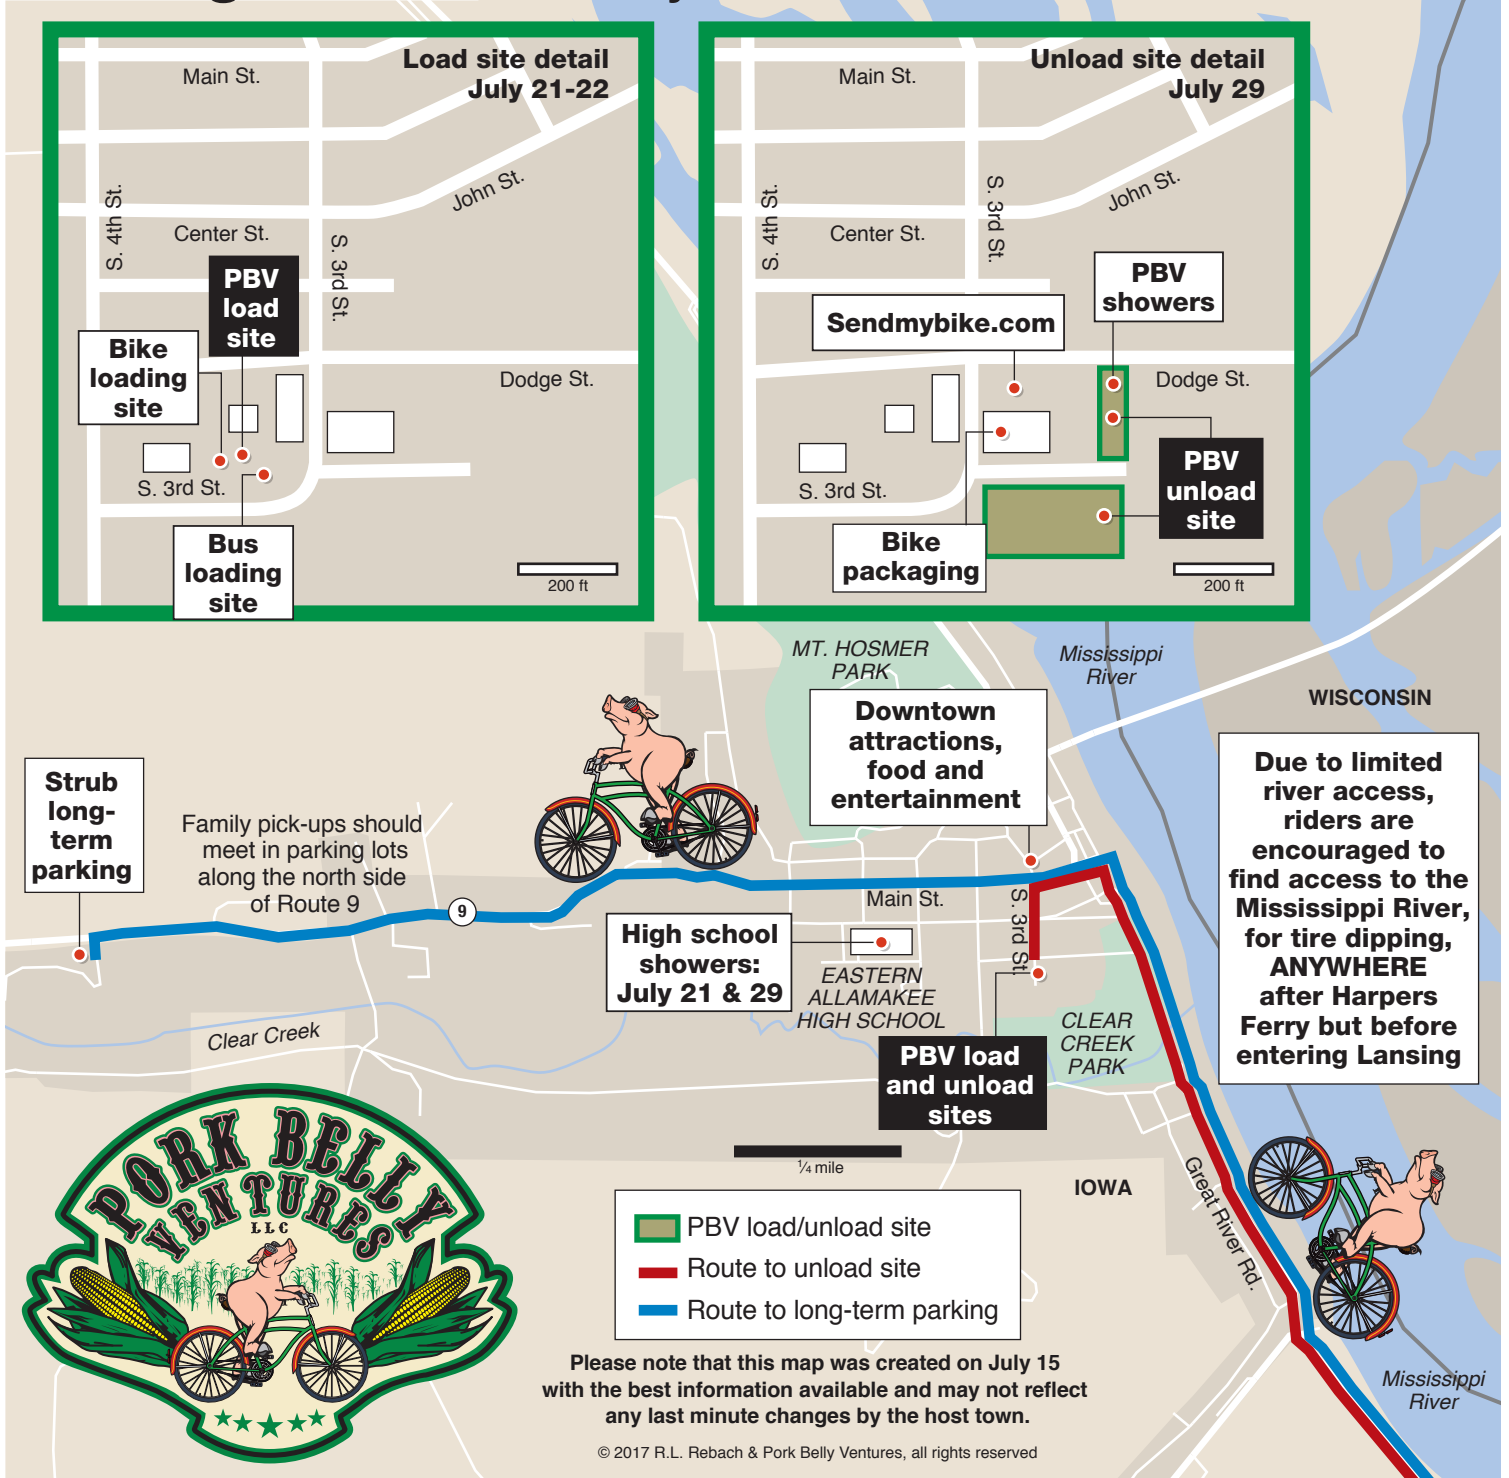 Load site detail
July 21-22
Main St.
John St.
S. 4th St.
Center St.
S. 3rd St.
PBV
load
site
Bike
loading
site
Dodge St.
S. 3rd St.
Bus
loading
site
200 ft
Unload site detail
July 29
Main St.
S. 4th St.
S. 3rd St.
John St.
Center St.
PBV
showers
Sendmybike.com
Dodge St.
PBV
unload
site
S. 3rd St.
Bike
packaging
200 ft
MT. HOSMER
PARK
Mississippi
River
WISCONSIN
Downtown
attractions,
food and
entertainment
Due to limited
river access,
riders are
encouraged to
find access to the
Mississippi River,
for tire dipping,
ANYWHERE
after Harpers
Ferry but before
entering Lansing
Strub
long-
term
parking
Family pick-ups should
meet in parking lots
along the north side
of Route 9
9
Main St.
S. 3rd St.
High school
showers:
July 21 & 29
EASTERN
ALLAMAKEE
HIGH SCHOOL
CLEAR
CREEK
PARK
Clear Creek
PBV load
and unload
sites
¼ mile
IOWA
Great River Rd.
PORK BELLY
VENTURES
LLC
PBV load/unload site
Route to unload site
Route to long-term parking
Please note that this map was created on July 15
with the best information available and may not reflect
any last minute changes by the host town.
© 2017 R.L. Rebach & Pork Belly Ventures, all rights reserved
Mississippi
River